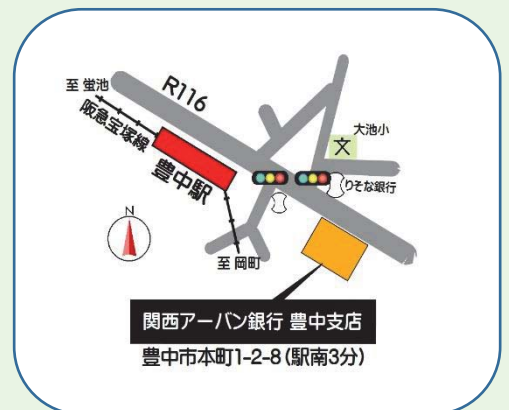 至 蛍池
R116
阪急宝塚線
豊中駅
大池小
文
りそな銀行
N
至 岡町
関西アーバン銀行 豊中支店
豊中市本町1-2-8(駅南3分)